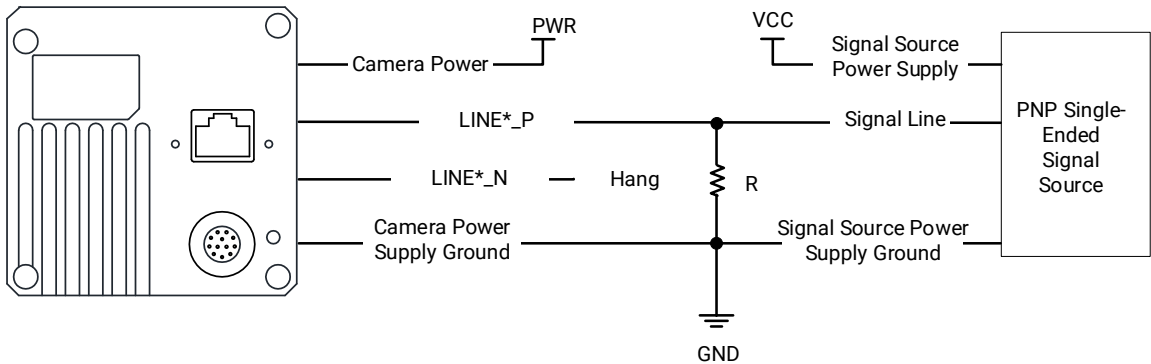 PWR
VCC
Camera Power
Signal Source
Power Supply
LINE*_P
Signal Line
PNP Single-
Ended
Signal
Source
LINE*_N
Hang
R
Camera Power
Supply Ground
Signal Source Power
Supply Ground
GND